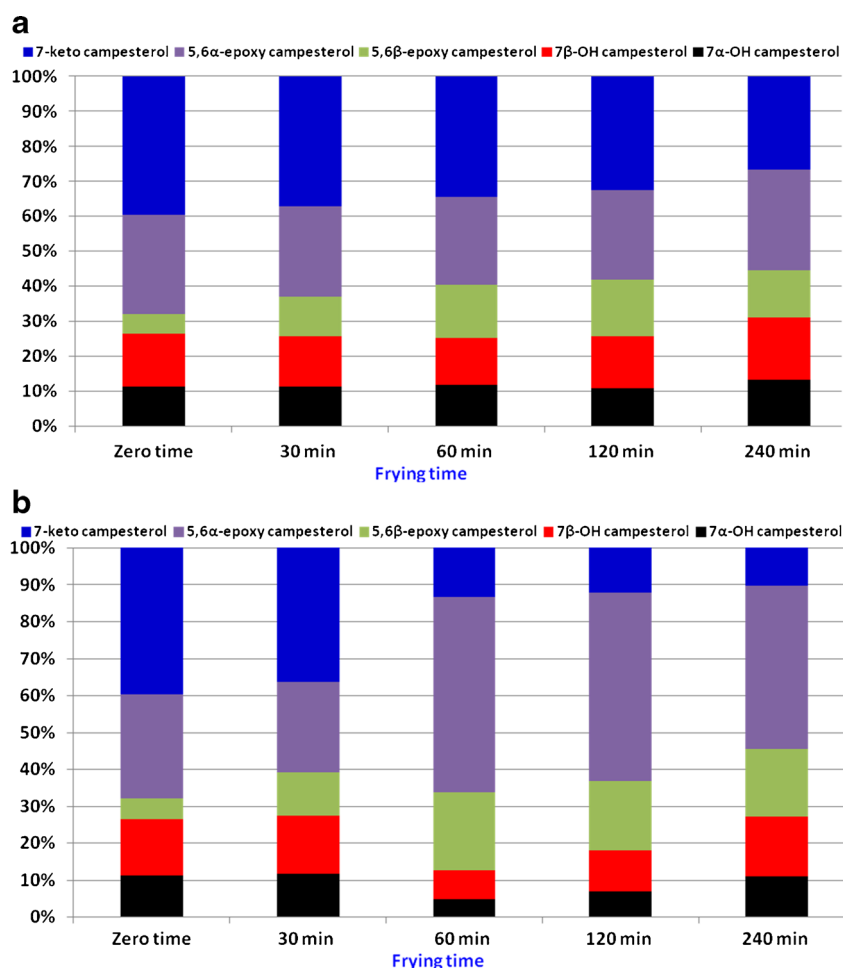 a
7-keto campesterol 5,6α-epoxy campesterol 5,6β-epoxy campesterol 7β-OH campesterol 7α-OH campesterol
100%
90%
80%
70%
60%
50%
40%
30%
20%
10%
0%
Zero time 30 min 60 min 120 min 240 min
Frying time
b
7-keto campesterol 5,6α-epoxy campesterol 5,6β-epoxy campesterol 7β-OH campesterol 7α-OH campesterol
100%
90%
80%
70%
60%
50%
40%
30%
20%
10%
0%
Zero time 30 min 60 min 120 min 240 min
Frying time